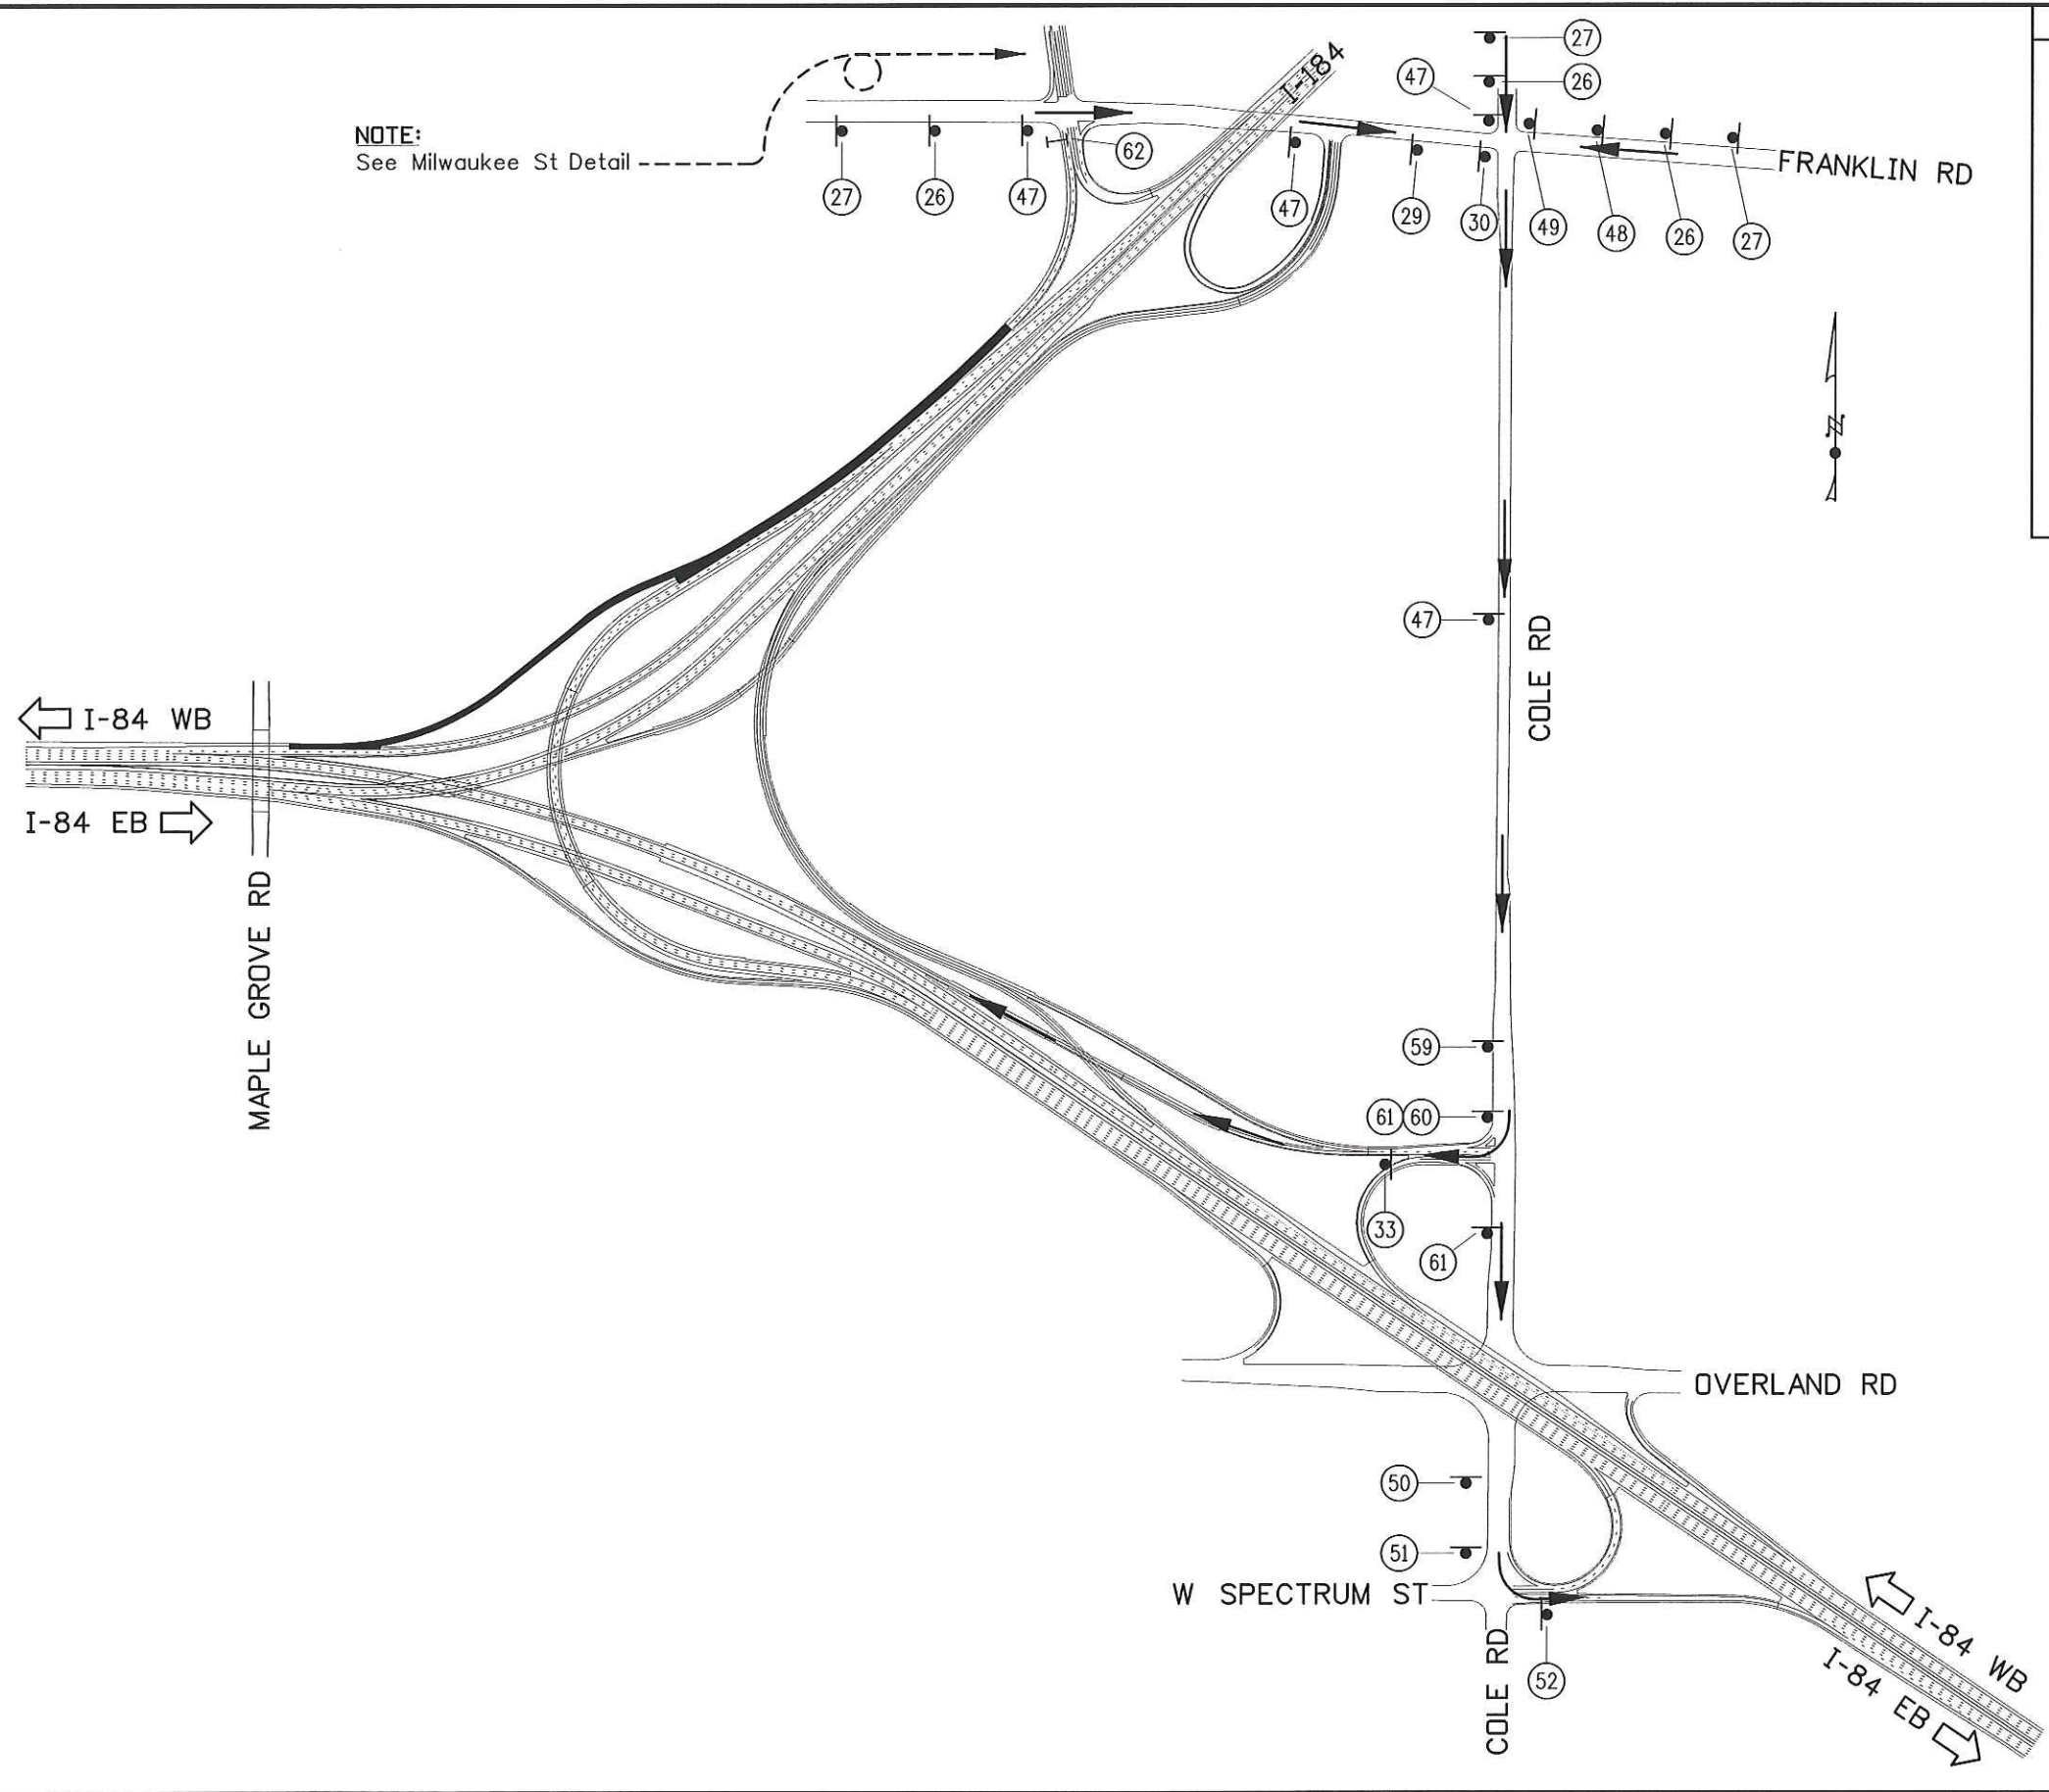 27
I-184
47
26
NOTE:
See Milwaukee St Detail
62
FRANKLIN RD
27
26
47
47
29
30
49
48
26
27
N
47
COLE RD
I-84 WB
I-84 EB
MAPLE GROVE RD
59
61
60
33
61
OVERLAND RD
50
51
W SPECTRUM ST
52
COLE RD
I-84 WB
I-84 EB